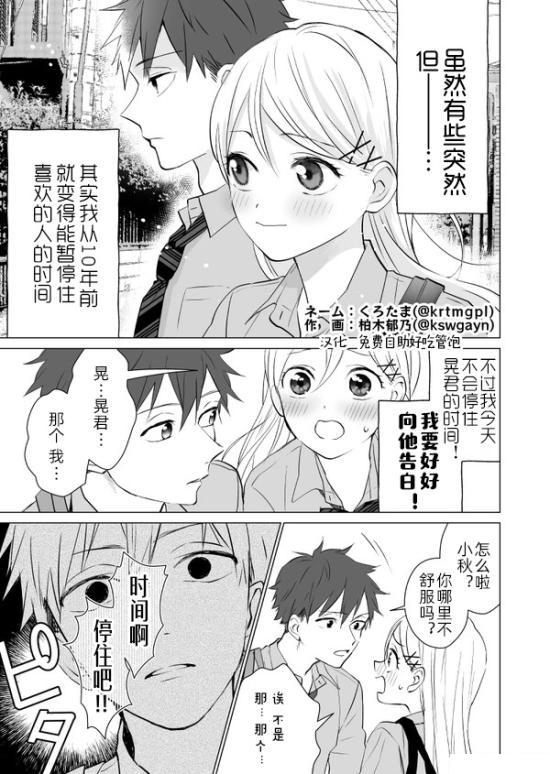 虽然有些突然
但——…
其实我从10年前
就变得能暂停住
喜欢的人的时间
ネーム：くろたま(@krtmgpl)
作 画：柏木郁乃(@kswgayn)
汉化—免费自助好吃管饱
不过我今天
不会停住
晃君的时间！
我要好好
向他告白！
晃…晃君…
那个我…
怎么啦
小秋？
你哪里不
舒服吗？
诶 不是
那…那个…
时间啊
停住吧!!
ピタ